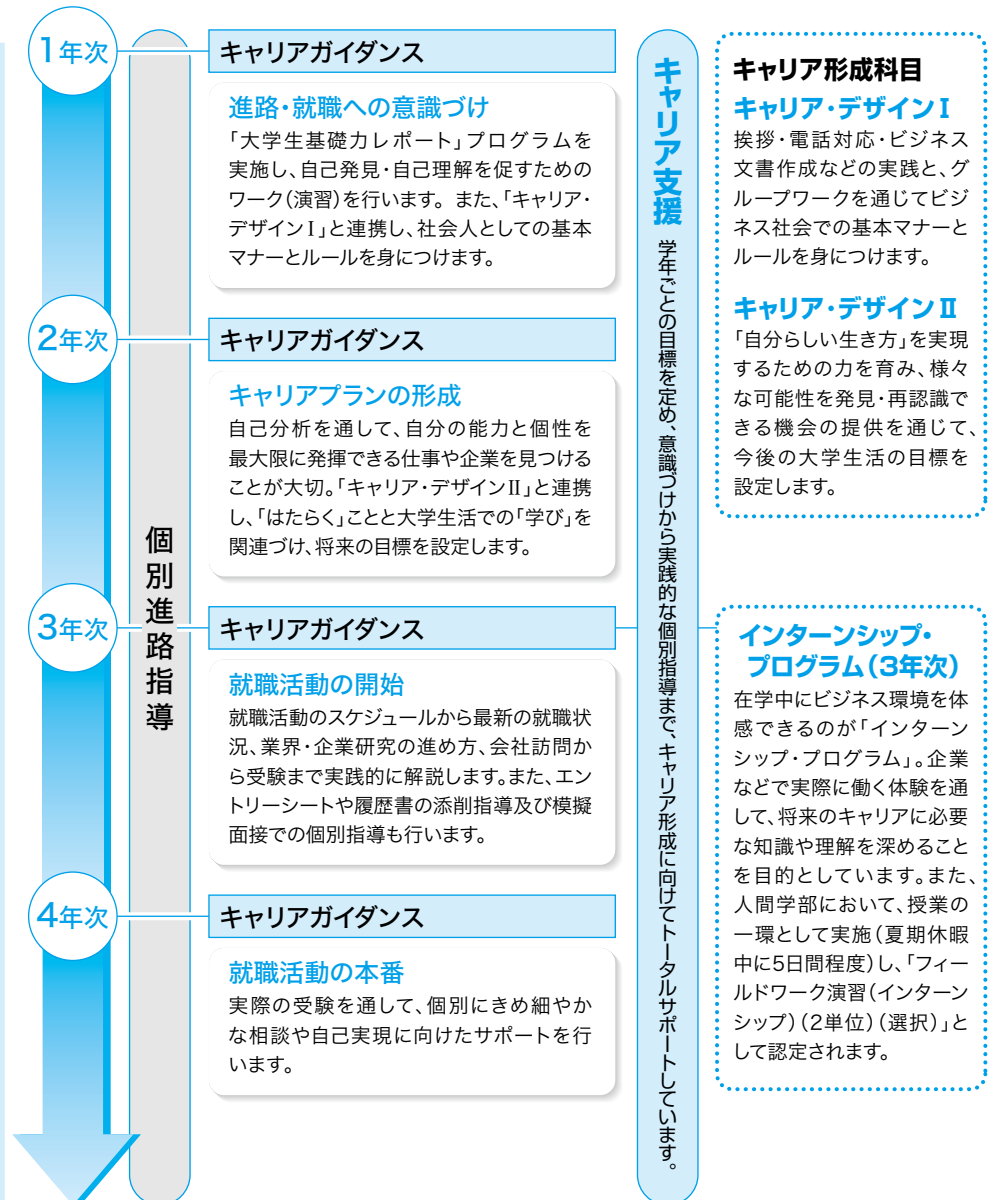 1年次
キャリアガイダンス
進路・就職への意識づけ
「大学生基礎力レポート」プログラムを
実施し、自己発見・自己理解を促すための
ワーク(演習)を行います。また、「キャリア・
デザインⅠ」と連携し、社会人としての基本
マナーとルールを身につけます。
2年次
キャリアガイダンス
キャリアプランの形成
自己分析を通して、自分の能力と個性を
最大限に発揮できる仕事や企業を見つける
ことが大切。「キャリア・デザインⅡ」と連携
し、「はたらく」ことと大学生活での「学び」を
関連づけ、将来の目標を設定します。
3年次
キャリアガイダンス
就職活動の開始
就職活動のスケジュールから最新の就職状
況、業界・企業研究の進め方、会社訪問か
ら受験まで実践的に解説します。また、エン
トリーシートや履歴書の添削指導及び模擬
面接での個別指導も行います。
4年次
キャリアガイダンス
就職活動の本番
実際の受験を通して、個別にきめ細やか
な相談や自己実現に向けたサポートを行
います。
個別進路指導
キャリア支援 学年ごとの目標を定め、意識づけから実践的な個別指導まで、キャリア形成に向けてトータルサポートしています。
キャリア形成科目
キャリア・デザインⅠ
挨拶・電話対応・ビジネス
文書作成などの実践と、グ
ループワークを通じてビジ
ネス社会での基本マナーと
ルールを身につけます。
キャリア・デザインⅡ
「自分らしい生き方」を実現
するための力を育み、様々
な可能性を発見・再認識で
きる機会の提供を通じて、
今後の大学生活の目標を
設定します。
インターンシップ・
プログラム(3年次)
在学中にビジネス環境を体
感できるのが「インターン
シップ・プログラム」。企業
などで実際に働く体験を通
して、将来のキャリアに必要
な知識や理解を深めること
を目的としています。また、
人間学部において、授業の
一環として実施(夏期休暇
中に5日間程度)し、「フィー
ルドワーク演習(インターン
シップ)(2単位)(選択)」と
して認定されます。